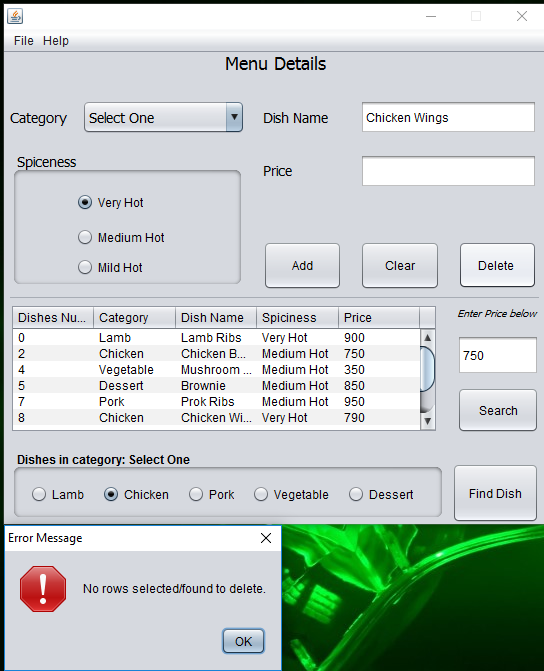 File Help
Menu Details
Category Select One Dish Name Chicken Wings
Spiceness
Price
Very Hot
Medium Hot
Mild Hot
Add Clear Delete
Enter Price below
Dishes Nu... Category Dish Name Spiciness Price
0 Lamb Lamb Ribs Very Hot 900
2 Chicken Chicken B... Medium Hot 750
4 Vegetable Mushroom ... Medium Hot 350
5 Dessert Brownie Medium Hot 850
7 Pork Prok Ribs Medium Hot 950
8 Chicken Chicken Wi... Very Hot 790
750
Search
Dishes in category: Select One
Lamb Chicken Pork Vegetable Dessert
Find Dish
Error Message
No rows selected/found to delete.
OK